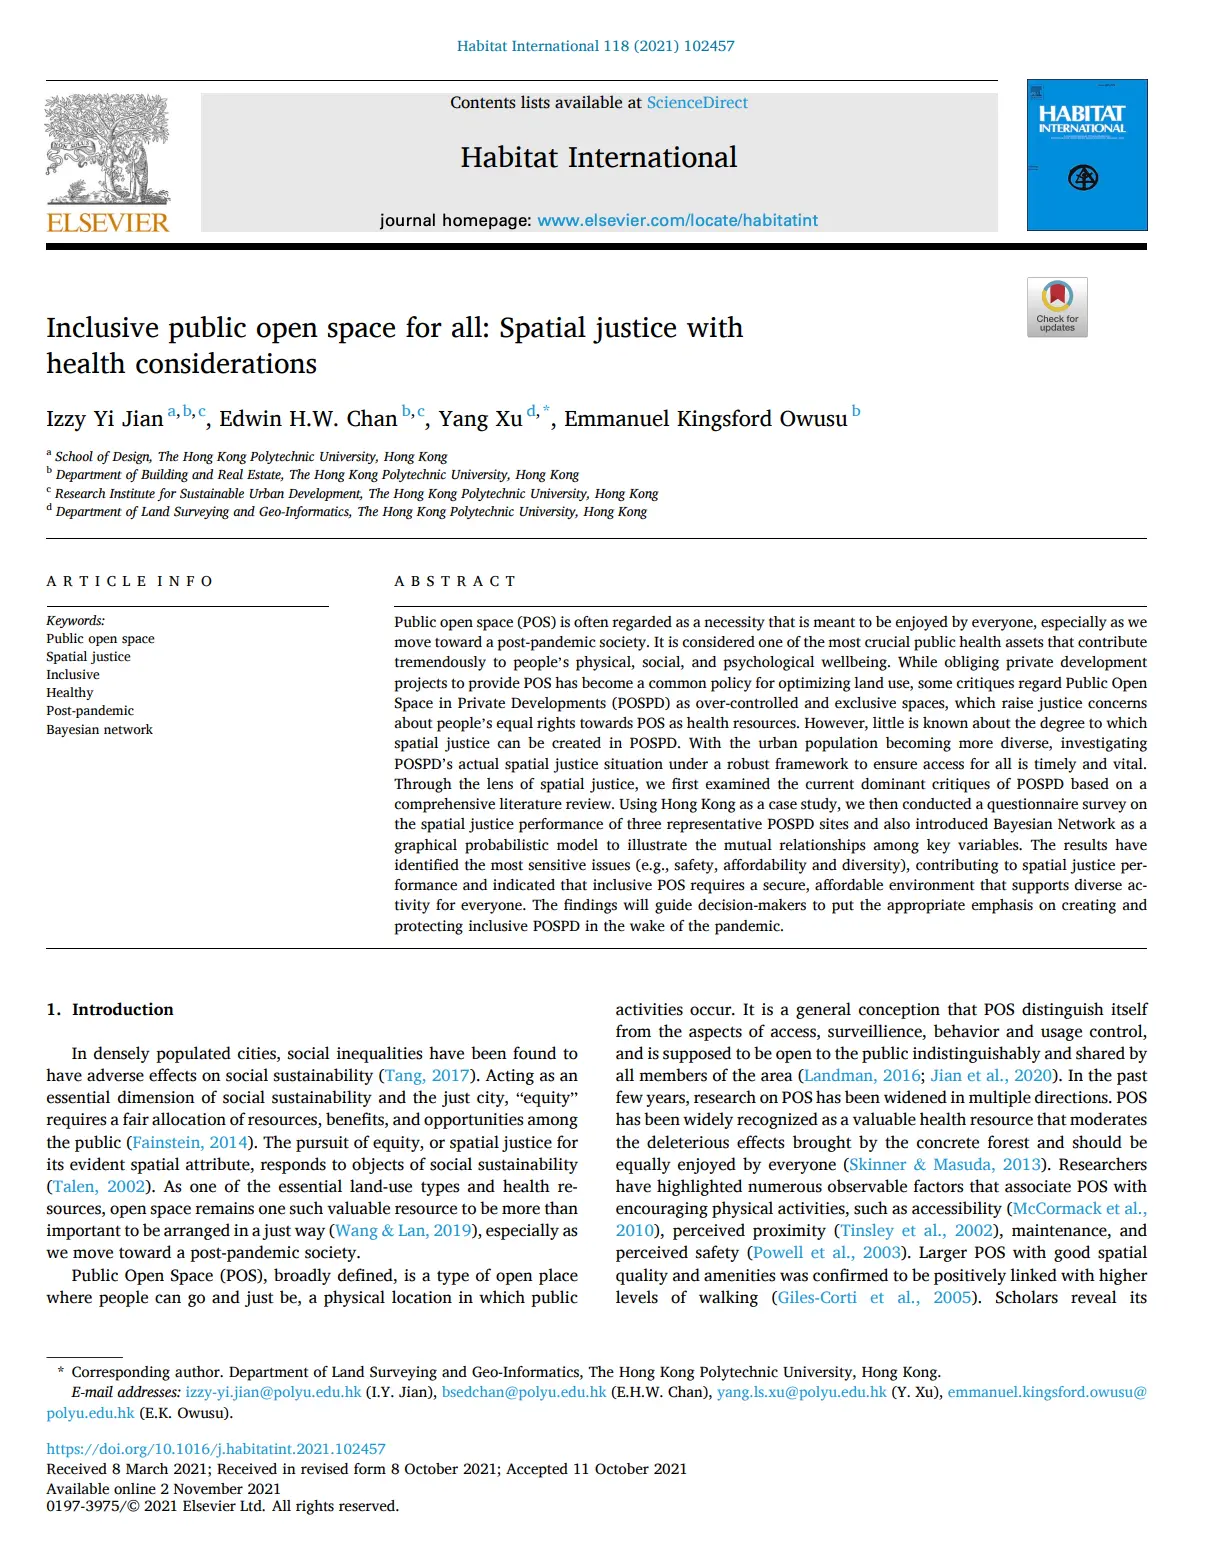 Habitat International 118 (2021) 102457
Contents lists available at ScienceDirect
Habitat International
journal homepage: www.elsevier.com/locate/habitatint
ELSEVIER
HABITAT
INTERNATIONAL
Check for
updates
Inclusive public open space for all: Spatial justice with
health considerations
Izzy Yi Jian a, b, c, Edwin H.W. Chan b, c, Yang Xu d, *, Emmanuel Kingsford Owusu b
a School of Design, The Hong Kong Polytechnic University, Hong Kong
b Department of Building and Real Estate, The Hong Kong Polytechnic University, Hong Kong
c Research Institute for Sustainable Urban Development, The Hong Kong Polytechnic University, Hong Kong
d Department of Land Surveying and Geo-Informatics, The Hong Kong Polytechnic University, Hong Kong
ARTICLE INFO
Keywords:
Public open space
Spatial justice
Inclusive
Healthy
Post-pandemic
Bayesian network
ABSTRACT
Public open space (POS) is often regarded as a necessity that is meant to be enjoyed by everyone, especially as we
move toward a post-pandemic society. It is considered one of the most crucial public health assets that contribute
tremendously to people's physical, social, and psychological wellbeing. While obliging private development
projects to provide POS has become a common policy for optimizing land use, some critiques regard Public Open
Space in Private Developments (POSPD) as over-controlled and exclusive spaces, which raise justice concerns
about people's equal rights towards POS as health resources. However, little is known about the degree to which
spatial justice can be created in POSPD. With the urban population becoming more diverse, investigating
POSPD's actual spatial justice situation under a robust framework to ensure access for all is timely and vital.
Through the lens of spatial justice, we first examined the current dominant critiques of POSPD based on a
comprehensive literature review. Using Hong Kong as a case study, we then conducted a questionnaire survey on
the spatial justice performance of three representative POSPD sites and also introduced Bayesian Network as a
graphical probabilistic model to illustrate the mutual relationships among key variables. The results have
identified the most sensitive issues (e.g., safety, affordability and diversity), contributing to spatial justice per-
formance and indicated that inclusive POS requires a secure, affordable environment that supports diverse ac-
tivity for everyone. The findings will guide decision-makers to put the appropriate emphasis on creating and
protecting inclusive POSPD in the wake of the pandemic.
1. Introduction
In densely populated cities, social inequalities have been found to
have adverse effects on social sustainability (Tang, 2017). Acting as an
essential dimension of social sustainability and the just city, “equity”
requires a fair allocation of resources, benefits, and opportunities among
the public (Fainstein, 2014). The pursuit of equity, or spatial justice for
its evident spatial attribute, responds to objects of social sustainability
(Talen, 2002). As one of the essential land-use types and health re-
sources, open space remains one such valuable resource to be more than
important to be arranged in a just way (Wang & Lan, 2019), especially as
we move toward a post-pandemic society.
Public Open Space (POS), broadly defined, is a type of open place
where people can go and just be, a physical location in which public
activities occur. It is a general conception that POS distinguish itself
from the aspects of access, surveillience, behavior and usage control,
and is supposed to be open to the public indistinguishably and shared by
all members of the area (Landman, 2016; Jian et al., 2020). In the past
few years, research on POS has been widened in multiple directions. POS
has been widely recognized as a valuable health resource that moderates
the deleterious effects brought by the concrete forest and should be
equally enjoyed by everyone (Skinner & Masuda, 2013). Researchers
have highlighted numerous observable factors that associate POS with
encouraging physical activities, such as accessibility (McCormack et al.,
2010), perceived proximity (Tinsley et al., 2002), maintenance, and
perceived safety (Powell et al., 2003). Larger POS with good spatial
quality and amenities was confirmed to be positively linked with higher
levels of walking (Giles-Corti et al., 2005). Scholars reveal its
* Corresponding author. Department of Land Surveying and Geo-Informatics, The Hong Kong Polytechnic University, Hong Kong.
E-mail addresses: izzy-yi.jian@polyu.edu.hk (I.Y. Jian), bsedchan@polyu.edu.hk (E.H.W. Chan), yang.ls.xu@polyu.edu.hk (Y. Xu), emmanuel.kingsford.owusu@
polyu.edu.hk (E.K. Owusu).
https://doi.org/10.1016/j.habitatint.2021.102457
Received 8 March 2021; Received in revised form 8 October 2021; Accepted 11 October 2021
Available online 2 November 2021
0197-3975/© 2021 Elsevier Ltd. All rights reserved.